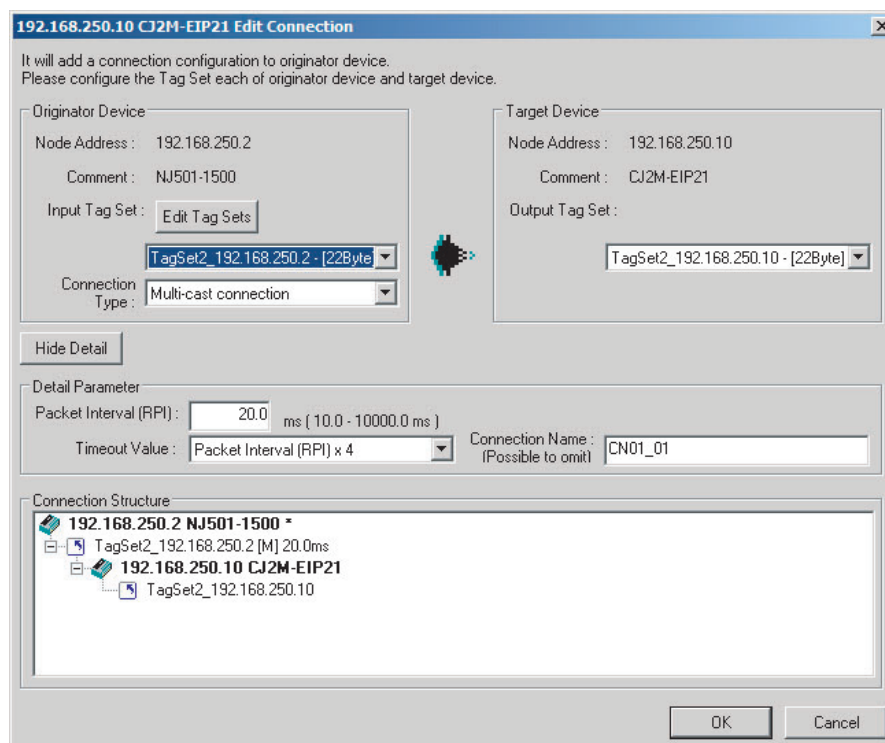 192.168.250.10 CJ2M-EIP21 Edit Connection
It will add a connection configuration to originator device.
Please configure the Tag Set each of originator device and target device.
Originator Device
Node Address : 192.168.250.2
Comment : NJ501-1500
Input Tag Set : Edit Tag Sets
TagSet2_192.168.250.2 - [22Byte]
Connection Type : Multi-cast connection
Target Device
Node Address : 192.168.250.10
Comment : CJ2M-EIP21
Output Tag Set :
TagSet2_192.168.250.10 - [22Byte]
Hide Detail
Detail Parameter
Packet Interval (RPI) : 20.0 ms ( 10.0 - 10000.0 ms )
Timeout Value : Packet Interval (RPI) x 4
Connection Name : CN01_01
(Possible to omit)
Connection Structure
192.168.250.2 NJ501-1500 *
TagSet2_192.168.250.2 [M] 20.0ms
192.168.250.10 CJ2M-EIP21
TagSet2_192.168.250.10
OK Cancel